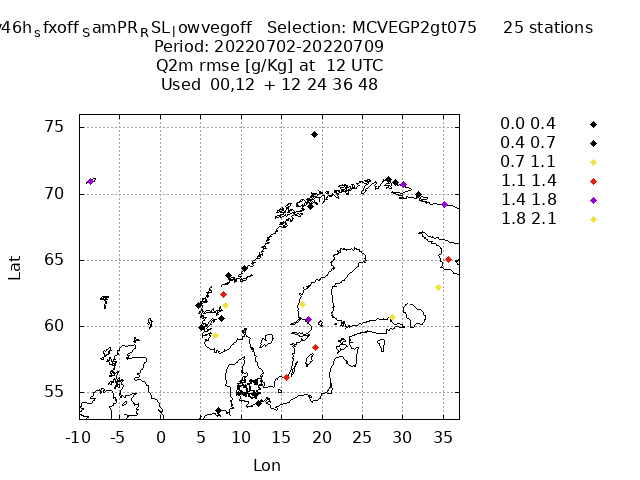 /46hsfxoffSamPRRSLlowvegoff Selection: MCVEGP2gt075 25 stations
Period: 20220702-20220709
Q2m rmse [g/Kg] at 12 UTC
Used 00,12 + 12 24 36 48
0.0 0.4
0.4 0.7
0.7 1.1
1.1 1.4
1.4 1.8
1.8 2.1
75
70
65
60
55
Lat
-10 -5 0 5 10 15 20 25 30 35
Lon